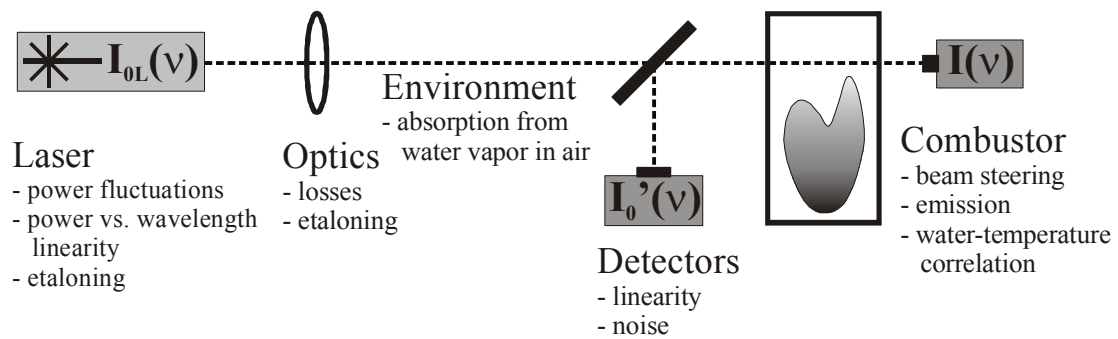 I₀L(ν)
Laser
- power fluctuations
- power vs. wavelength
linearity
- etaloning
Optics
- losses
- etaloning
Environment
- absorption from
water vapor in air
I₀’(ν)
Detectors
- linearity
- noise
I(ν)
Combustor
- beam steering
- emission
- water-temperature
correlation